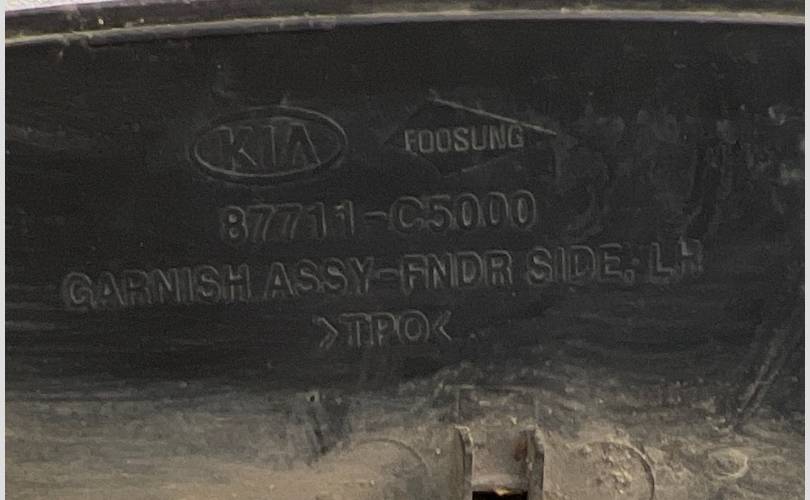 KIA FOOSUNG
87711-C5000
GARNISH ASSY-FNDR SIDE, LH
>TPO<